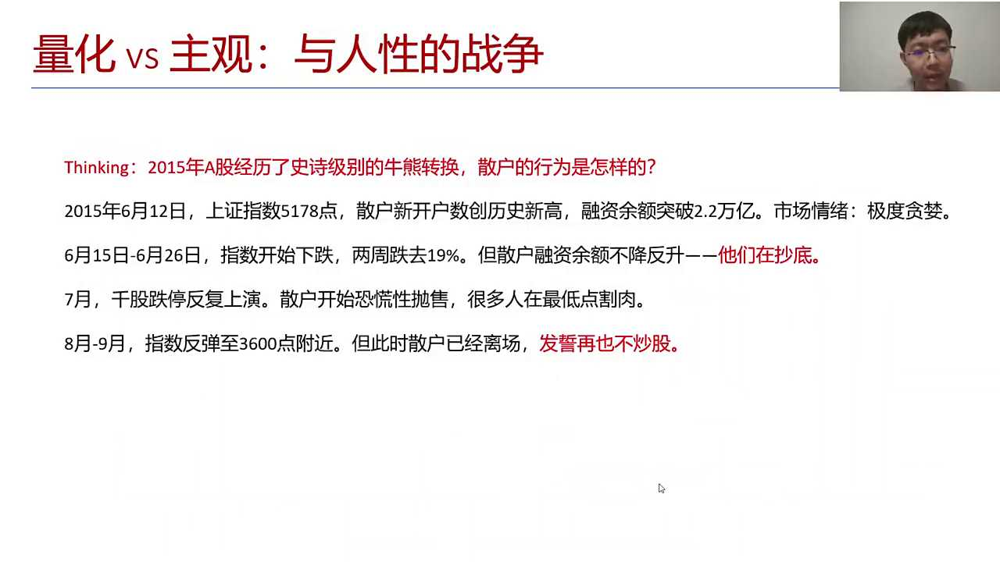 量化 vs 主观：与人性的战争
Thinking：2015年A股经历了史诗级别的牛熊转换，散户的行为是怎样的？
2015年6月12日，上证指数5178点，散户新开户数创历史新高，融资余额突破2.2万亿。市场情绪：极度贪婪。
6月15日-6月26日，指数开始下跌，两周跌去19%。但散户融资余额不降反升——他们在抄底。
7月，千股跌停反复上演。散户开始恐慌性抛售，很多人在最低点割肉。
8月-9月，指数反弹至3600点附近。但此时散户已经离场，发誓再也不炒股。